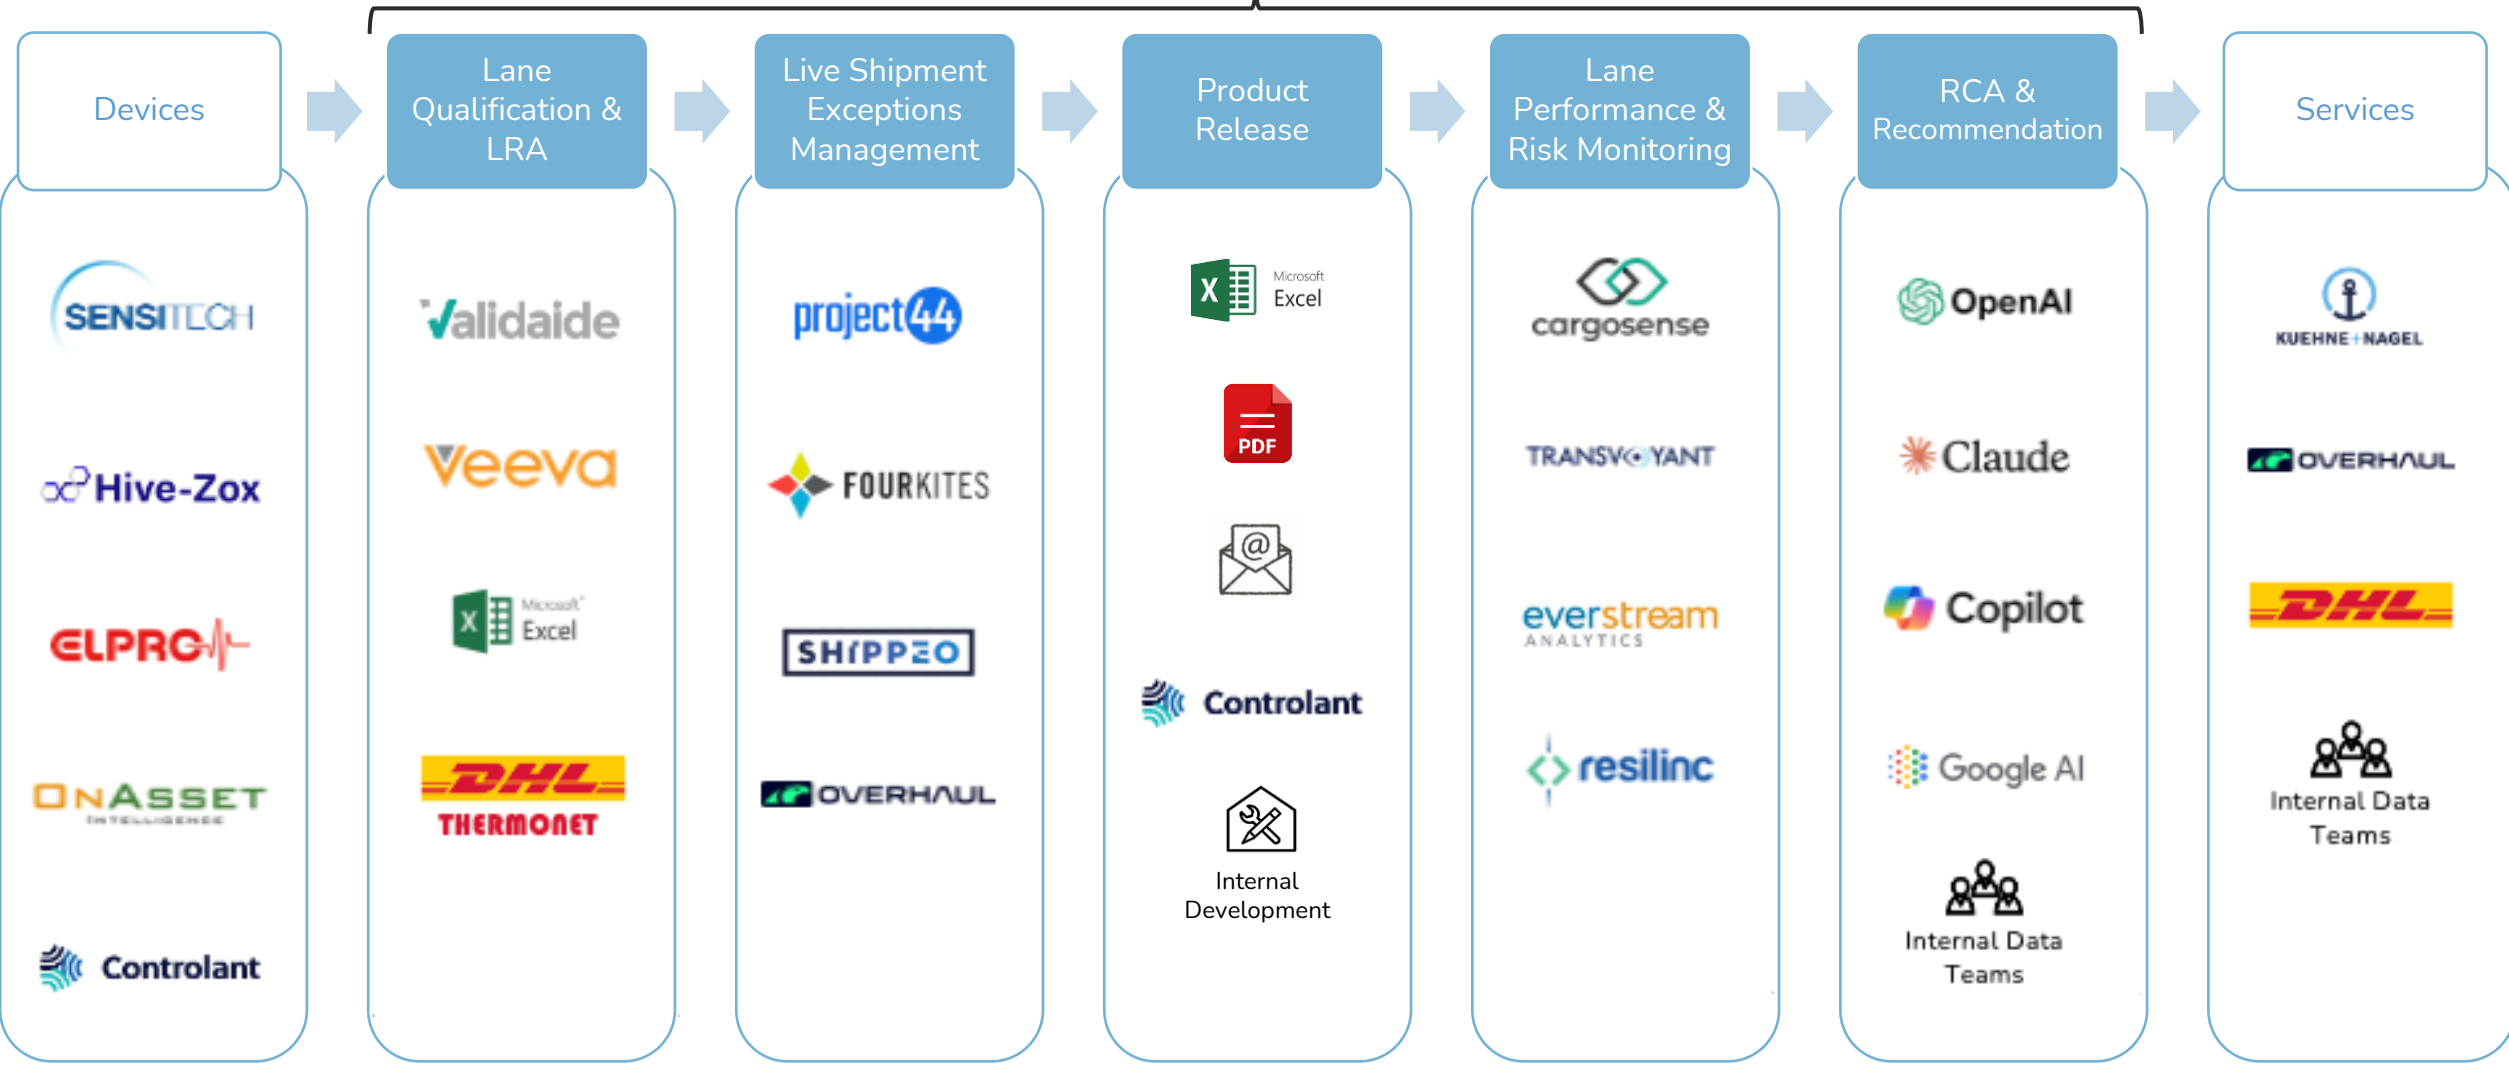 Devices
Lane
Qualification &
LRA
Live Shipment
Exceptions
Management
Product
Release
Lane
Performance &
Risk Monitoring
RCA &
Recommendation
Services
SENSITECH
Hive-Zox
ELPRO
ONASSET
INTELLIGENCE
Controlant
Validaide
Veeva
X
Microsoft
Excel
DHL
THERMONET
project44
FOURKITES
SHIPPEO
OVERHAUL
X
Microsoft
Excel
PDF
@
Controlant
Internal
Development
cargosense
TRANSVOYANT
everstream
ANALYTICS
resilinc
OpenAI
Claude
Copilot
Google AI
Internal Data
Teams
KUEHNE+NAGEL
OVERHAUL
DHL
Internal Data
Teams